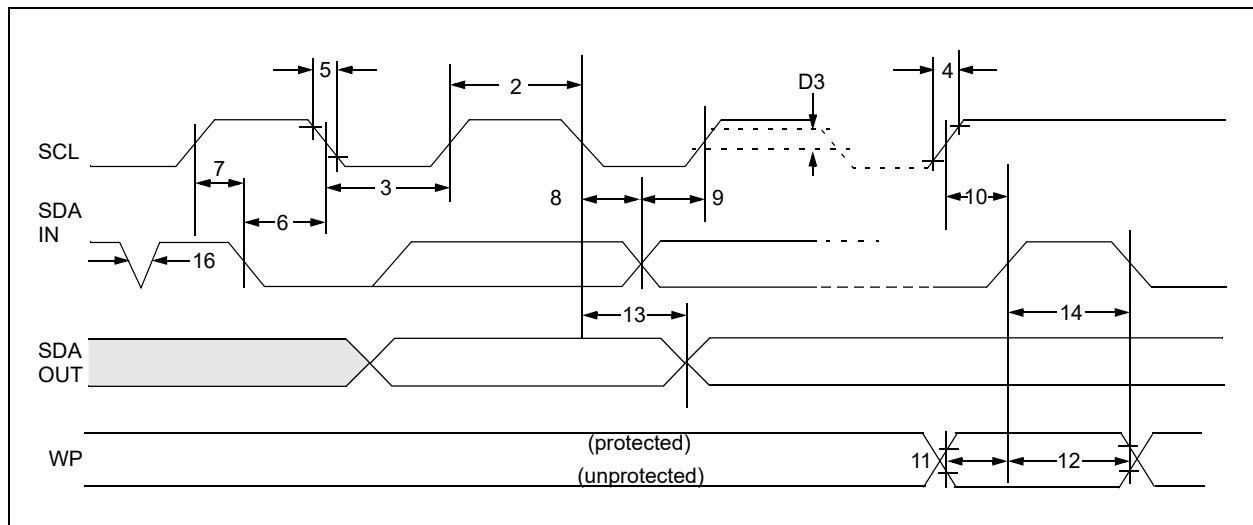 5
2
D3
4
SCL
7
3
8
9
10
SDA
IN
6
16
13
14
SDA
OUT
WP
(protected)
(unprotected)
11
12